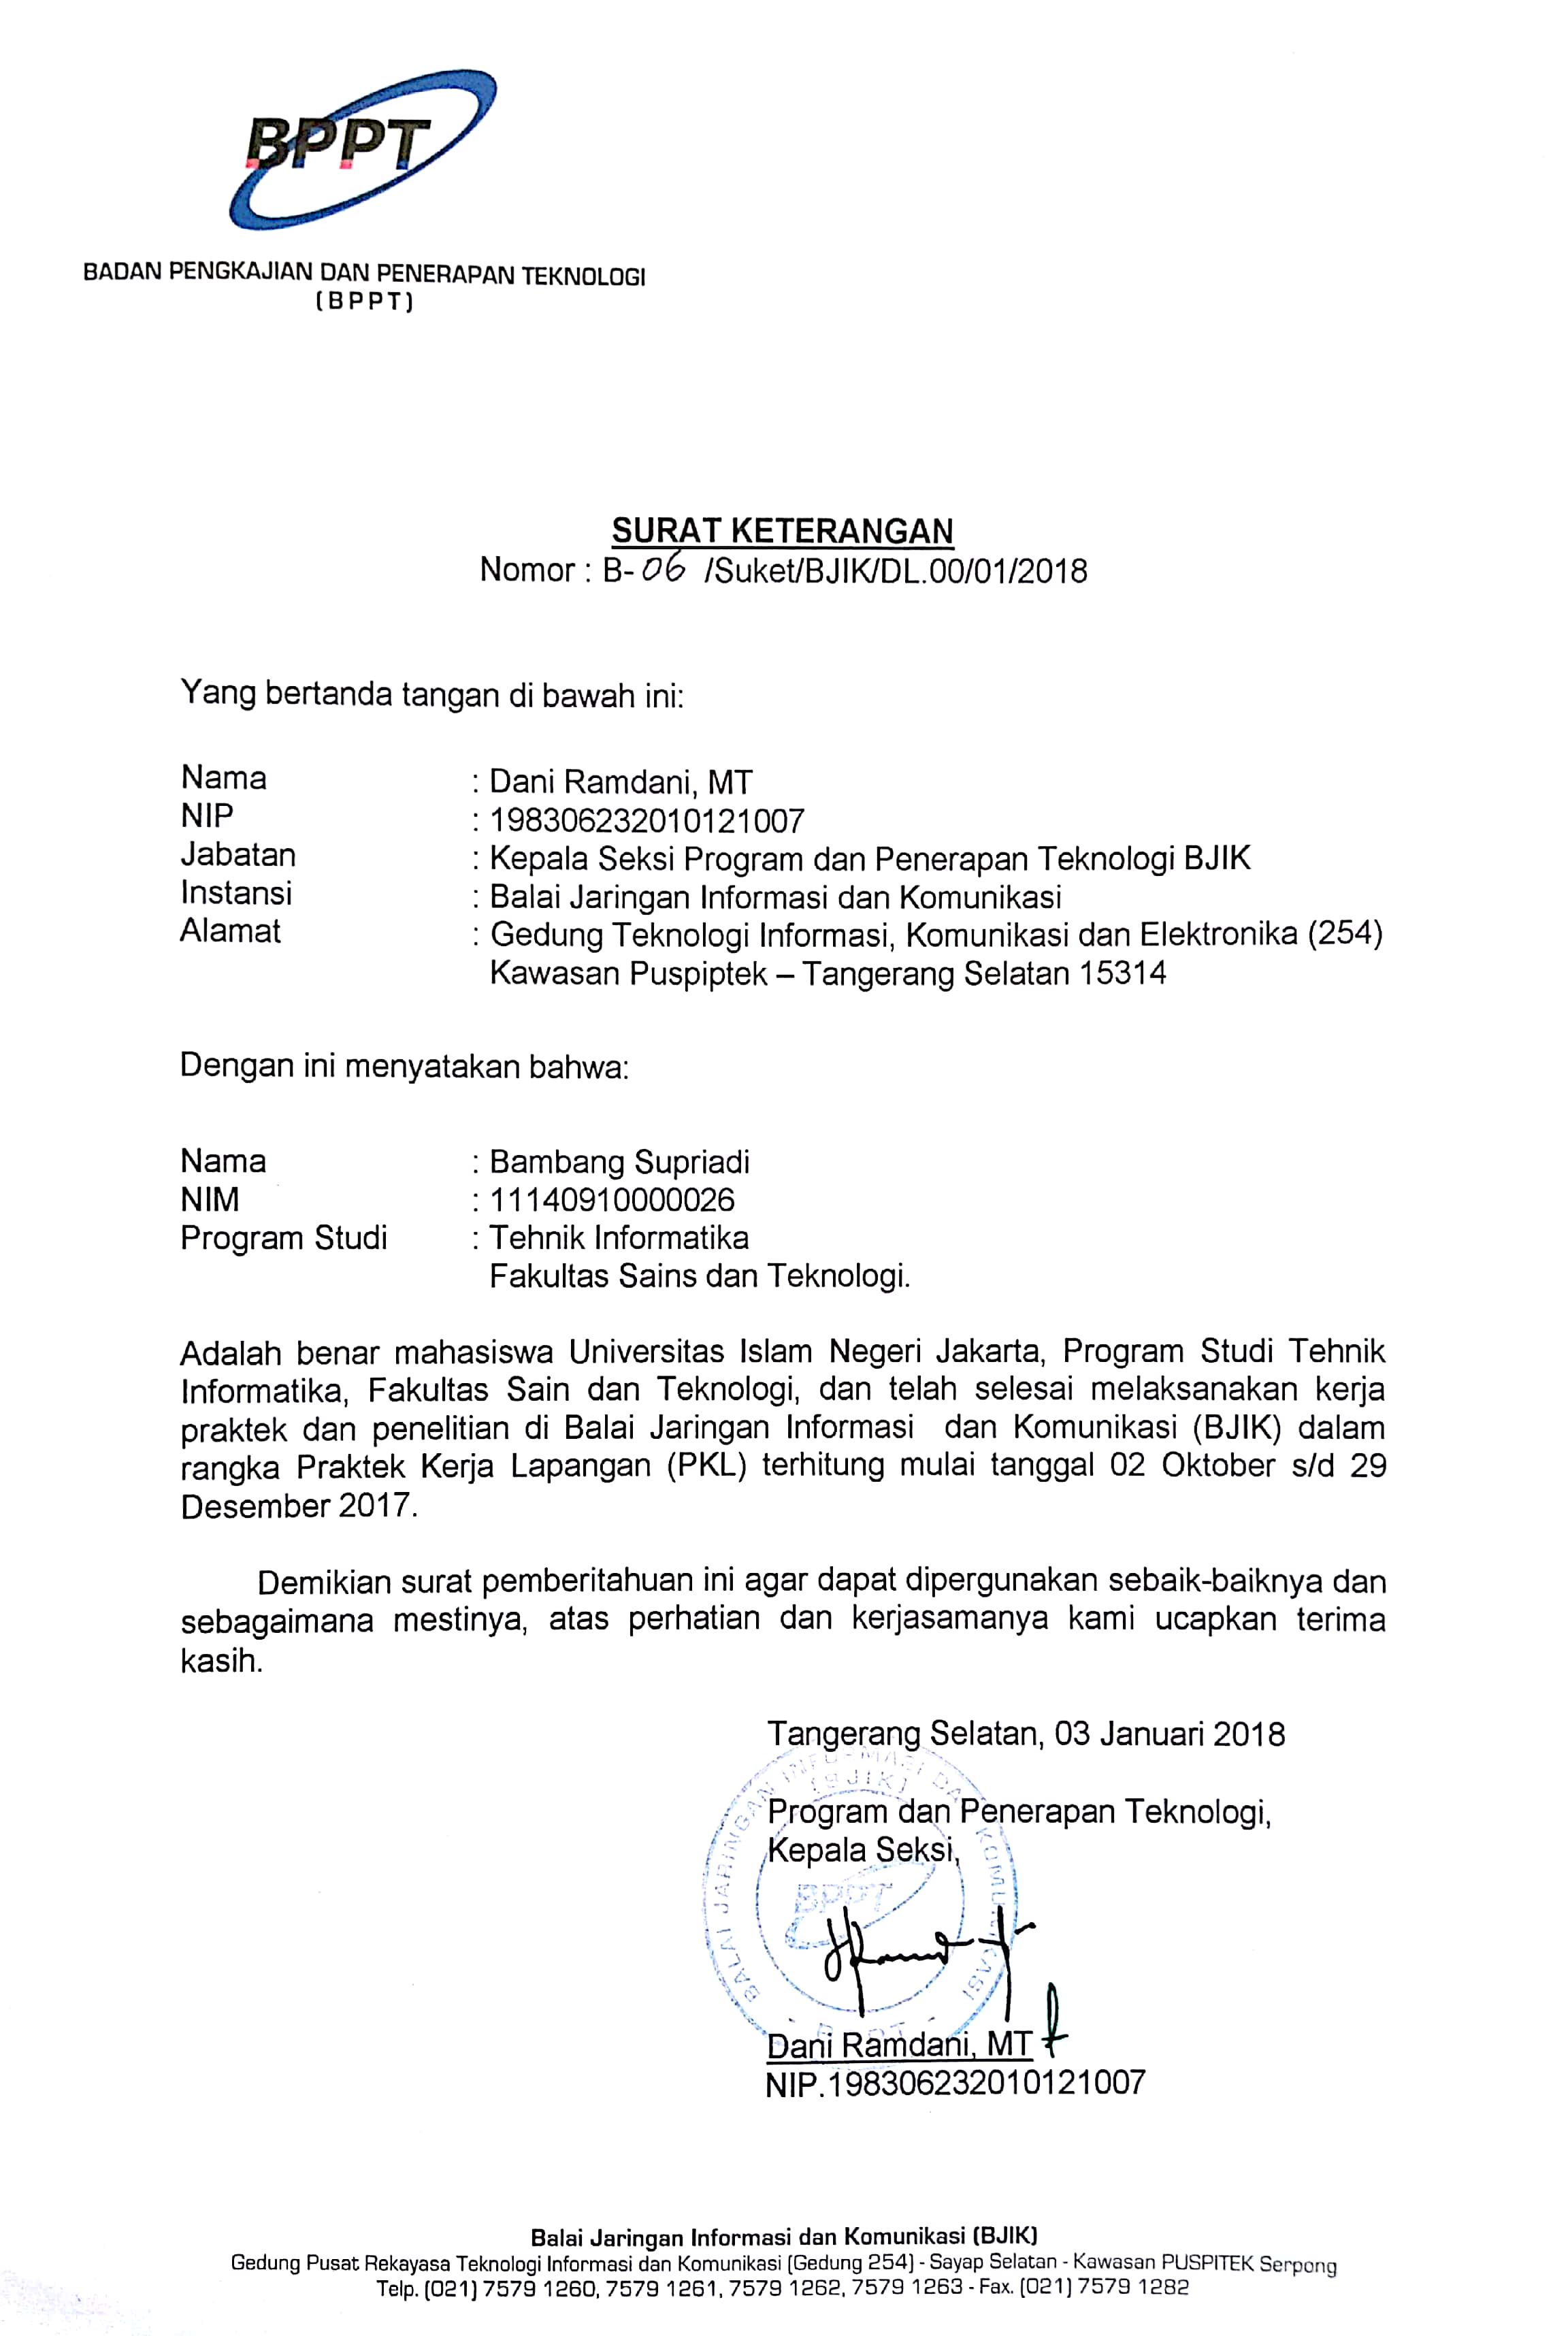 BPPT
BADAN PENGKAJIAN DAN PENERAPAN TEKNOLOGI
(BPPT)
SURAT KETERANGAN
Nomor : B-06 /Suket/BJIK/DL.00/01/2018
Yang bertanda tangan di bawah ini:
Nama : Dani Ramdani, MT
NIP : 198306232010121007
Jabatan : Kepala Seksi Program dan Penerapan Teknologi BJIK
Instansi : Balai Jaringan Informasi dan Komunikasi
Alamat : Gedung Teknologi Informasi, Komunikasi dan Elektronika (254)
Kawasan Puspiptek – Tangerang Selatan 15314
Dengan ini menyatakan bahwa:
Nama : Bambang Supriadi
NIM : 11140910000026
Program Studi : Tehnik Informatika
Fakultas Sains dan Teknologi.
Adalah benar mahasiswa Universitas Islam Negeri Jakarta, Program Studi Tehnik
Informatika, Fakultas Sain dan Teknologi, dan telah selesai melaksanakan kerja
praktek dan penelitian di Balai Jaringan Informasi dan Komunikasi (BJIK) dalam
rangka Praktek Kerja Lapangan (PKL) terhitung mulai tanggal 02 Oktober s/d 29
Desember 2017.
Demikian surat pemberitahuan ini agar dapat dipergunakan sebaik-baiknya dan
sebagaimana mestinya, atas perhatian dan kerjasamanya kami ucapkan terima
kasih.
Tangerang Selatan, 03 Januari 2018
Program dan Penerapan Teknologi,
Kepala Seksi,
BALAI JARINGAN INFORMASI DAN KOMUNIKASI
(BJIK)
BPPT
- BPPT -
Dani Ramdani, MT
NIP.198306232010121007
Balai Jaringan Informasi dan Komunikasi (BJIK)
Gedung Pusat Rekayasa Teknologi Informasi dan Komunikasi (Gedung 254) - Sayap Selatan - Kawasan PUSPITEK Serpong
Telp. (021) 7579 1260, 7579 1261, 7579 1262, 7579 1263 - Fax. (021) 7579 1282